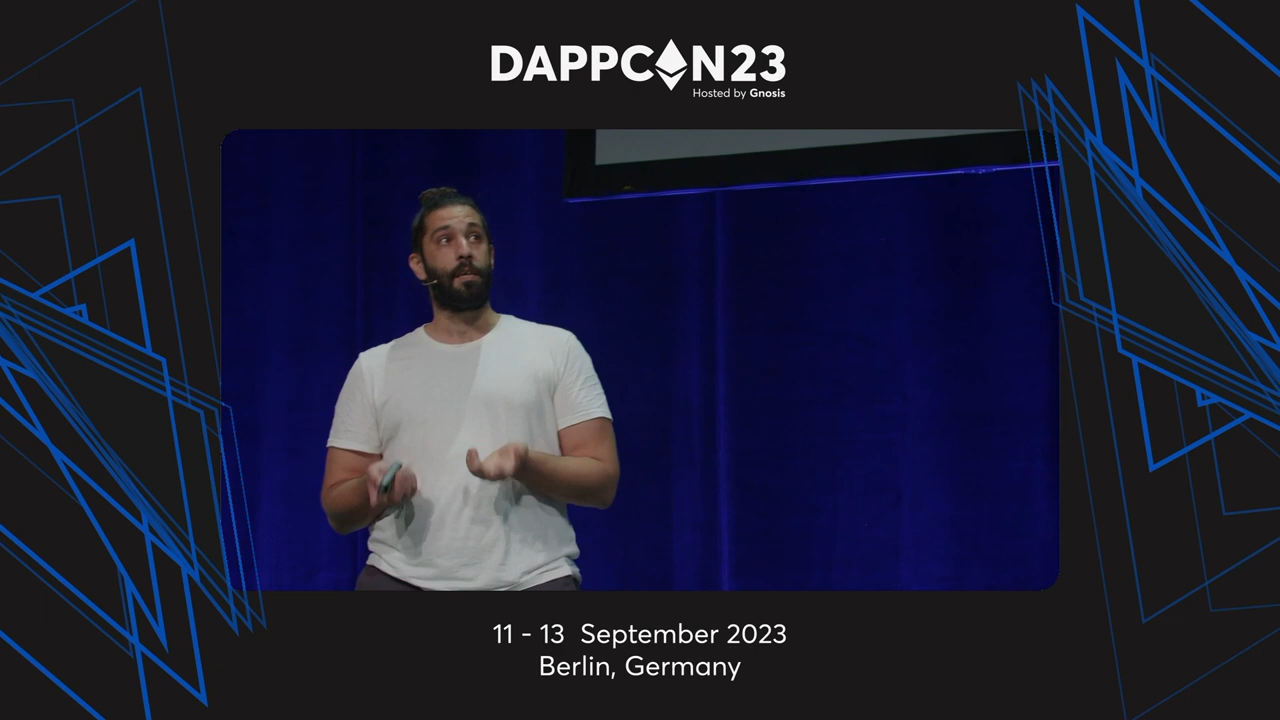 DAPPCON23
Hosted by Gnosis
11 - 13 September 2023
Berlin, Germany